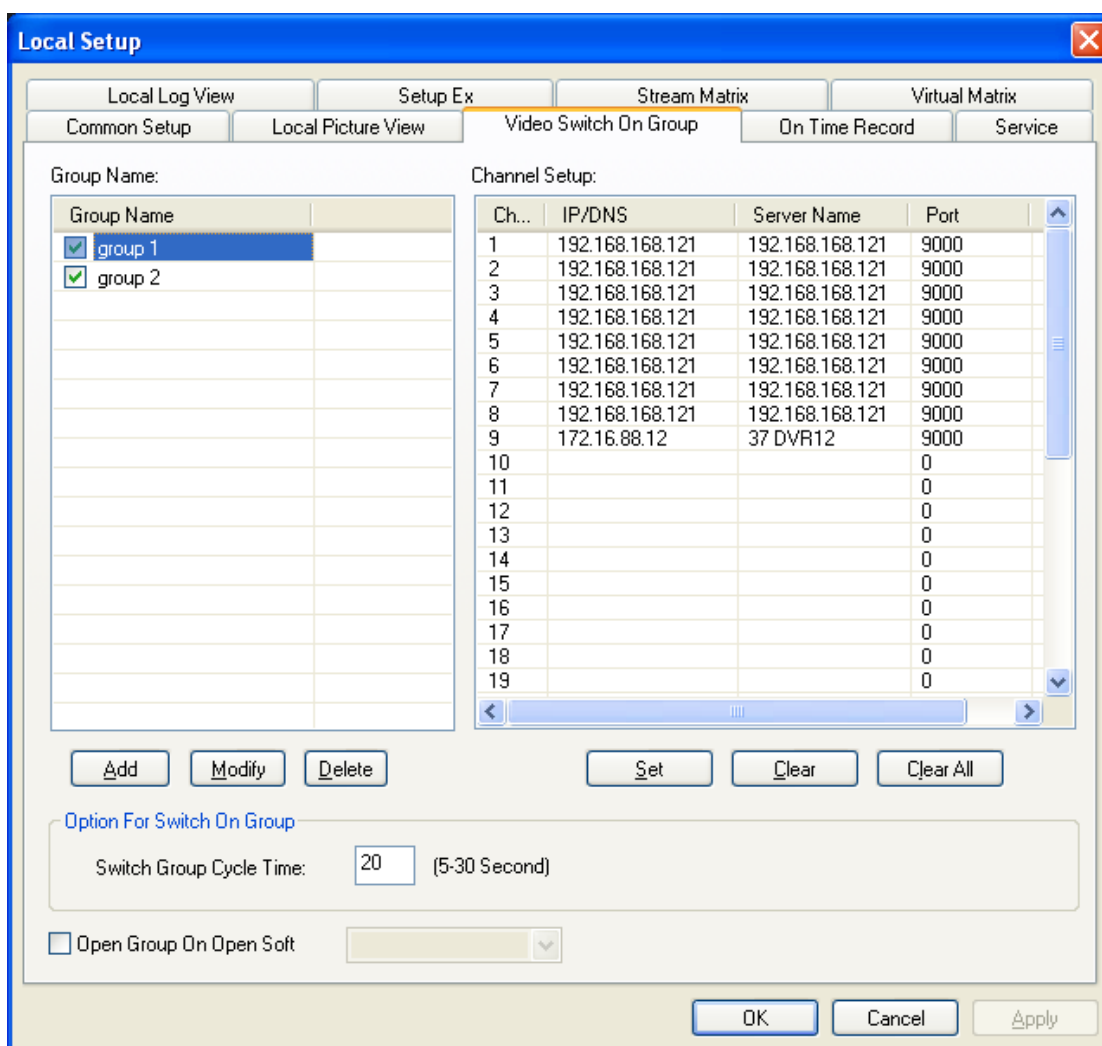 Local Setup
Local Log View Setup Ex Stream Matrix Virtual Matrix
Common Setup Local Picture View Video Switch On Group On Time Record Service
Group Name: Channel Setup:
Group Name
group 1
group 2
Ch... IP/DNS Server Name Port
1 192.168.168.121 192.168.168.121 9000
2 192.168.168.121 192.168.168.121 9000
3 192.168.168.121 192.168.168.121 9000
4 192.168.168.121 192.168.168.121 9000
5 192.168.168.121 192.168.168.121 9000
6 192.168.168.121 192.168.168.121 9000
7 192.168.168.121 192.168.168.121 9000
8 192.168.168.121 192.168.168.121 9000
9 172.16.88.12 37 DVR12 9000
10 0
11 0
12 0
13 0
14 0
15 0
16 0
17 0
18 0
19 0
Add Modify Delete Set Clear Clear All
Option For Switch On Group
Switch Group Cycle Time: 20 (5-30 Second)
Open Group On Open Soft
OK Cancel Apply